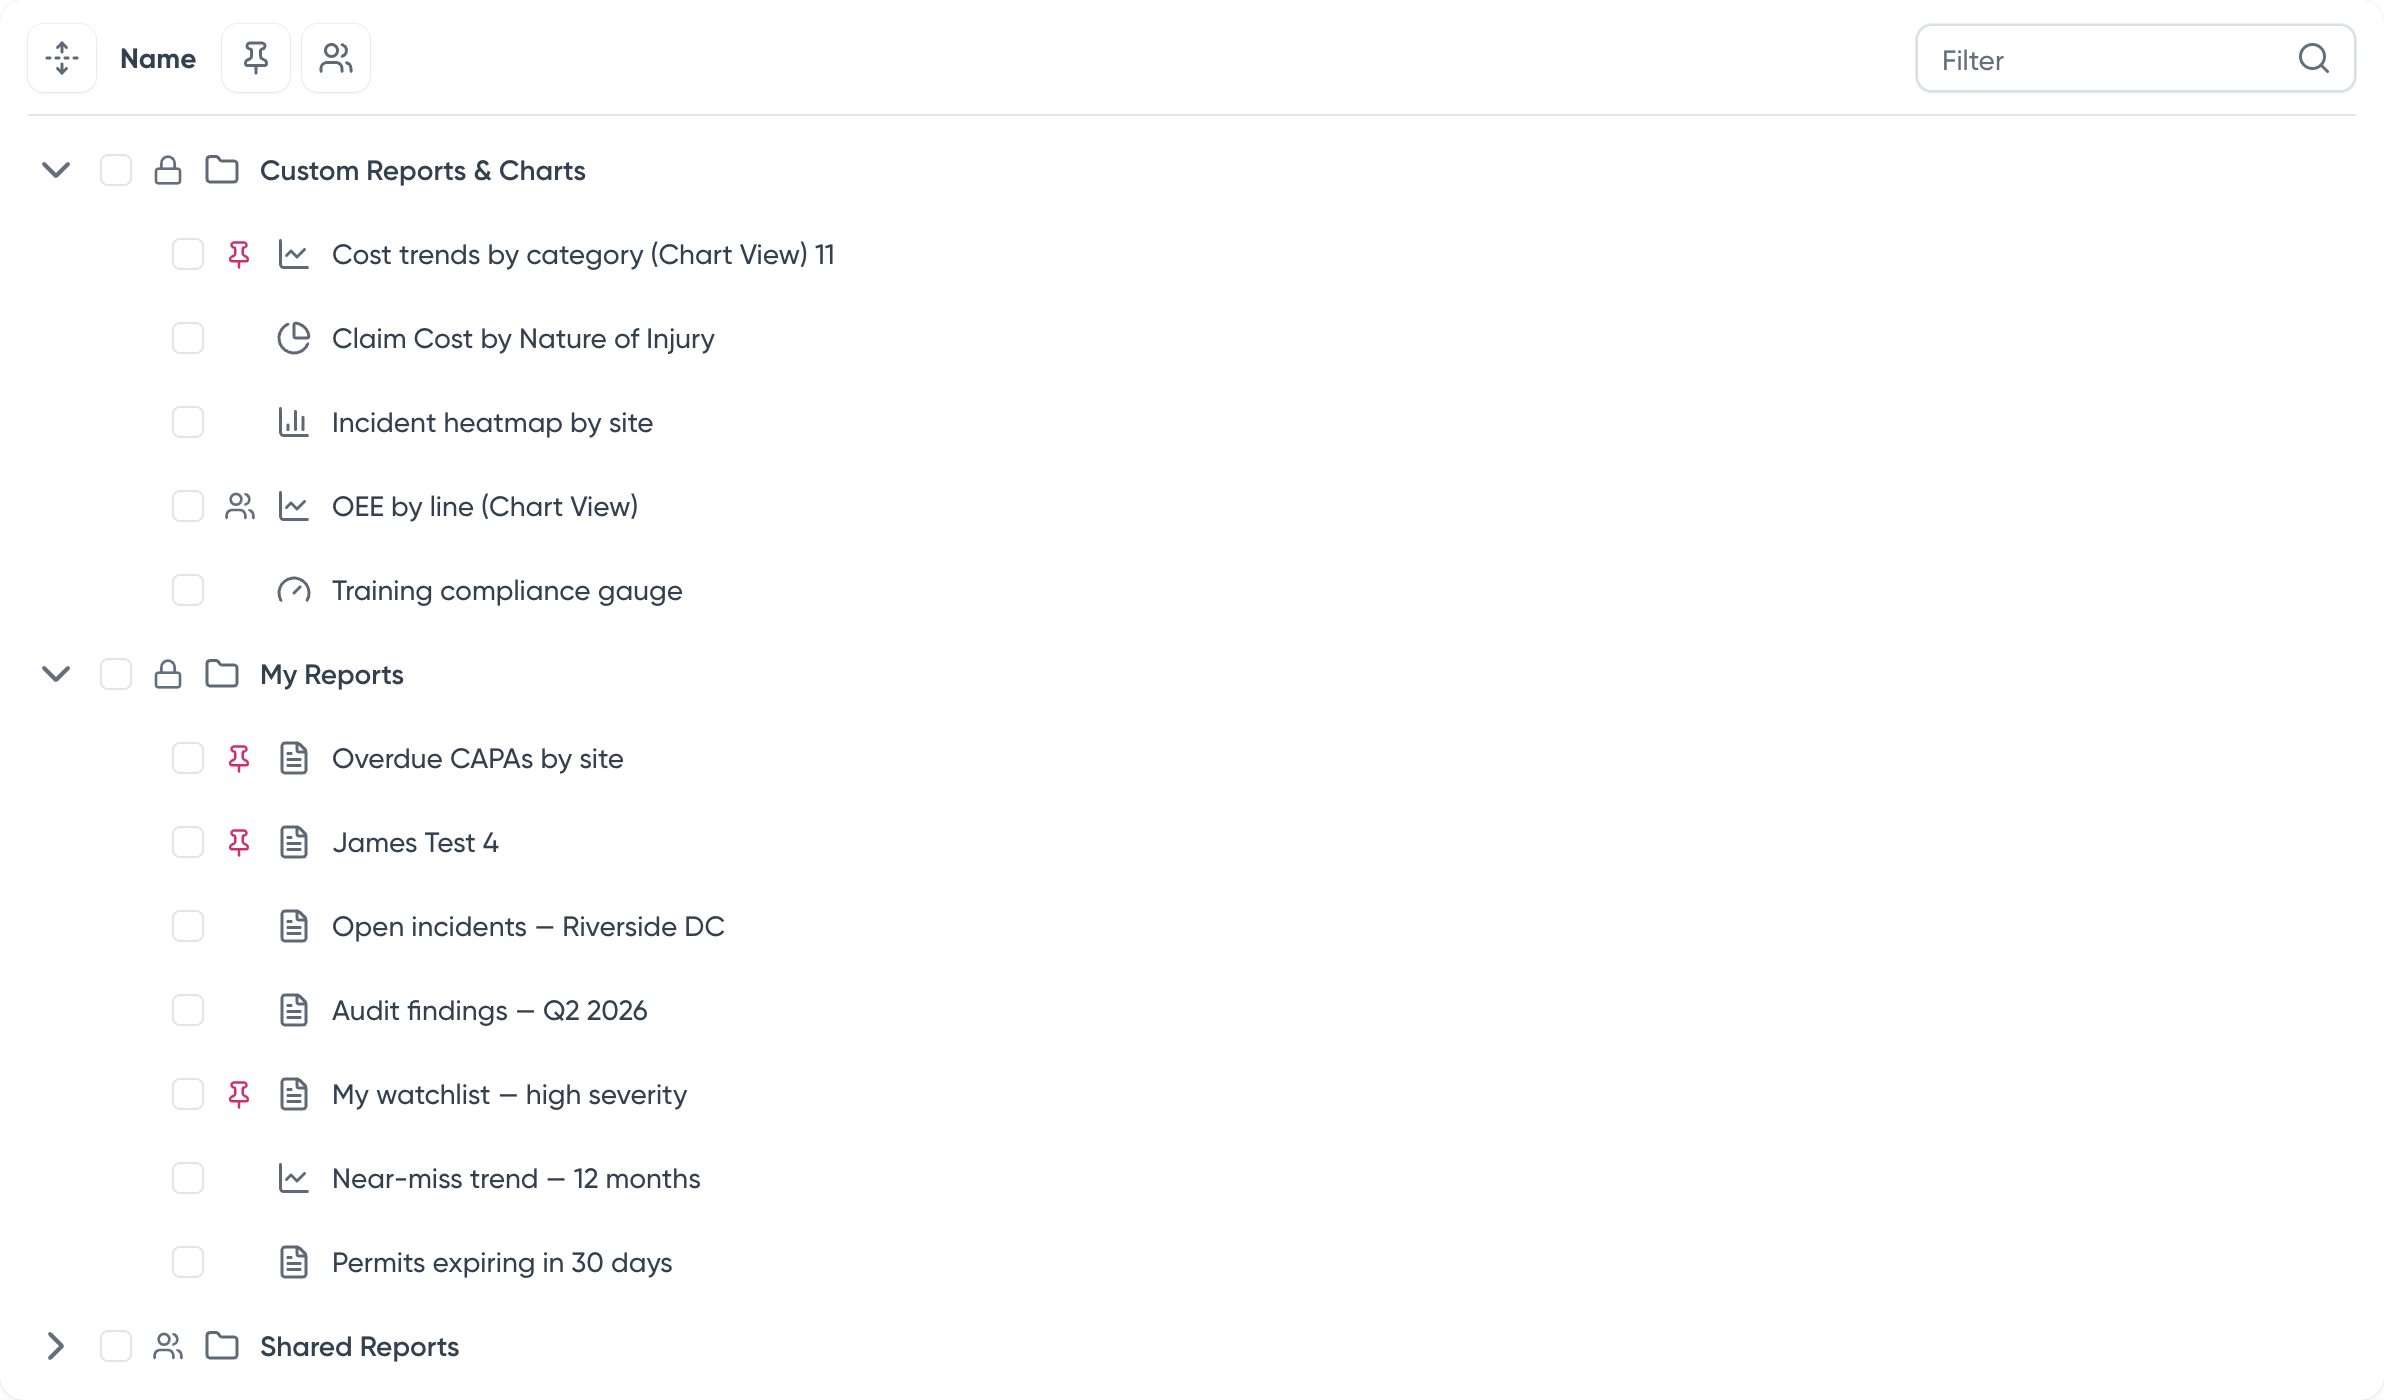 Name
Filter
Custom Reports & Charts
Cost trends by category (Chart View) 11
Claim Cost by Nature of Injury
Incident heatmap by site
OEE by line (Chart View)
Training compliance gauge
My Reports
Overdue CAPAs by site
James Test 4
Open incidents — Riverside DC
Audit findings — Q2 2026
My watchlist — high severity
Near-miss trend — 12 months
Permits expiring in 30 days
Shared Reports